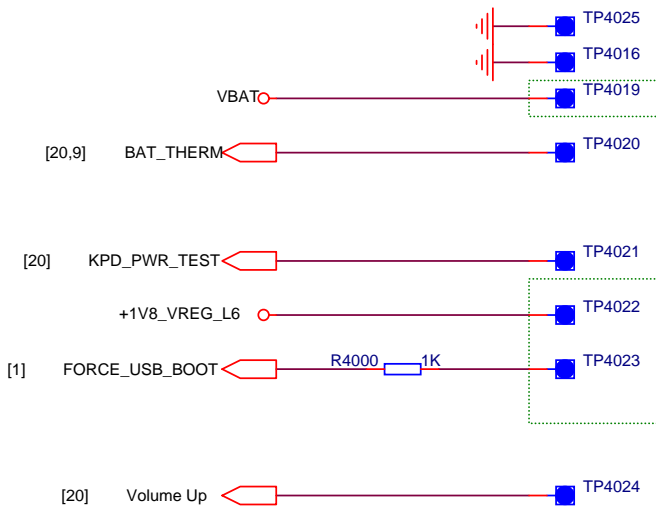 TP4025
TP4016
VBAT TP4019
[20,9] BAT_THERM TP4020
[20] KPD_PWR_TEST TP4021
+1V8_VREG_L6 TP4022
[1] FORCE_USB_BOOT R4000 1K TP4023
[20] Volume Up TP4024